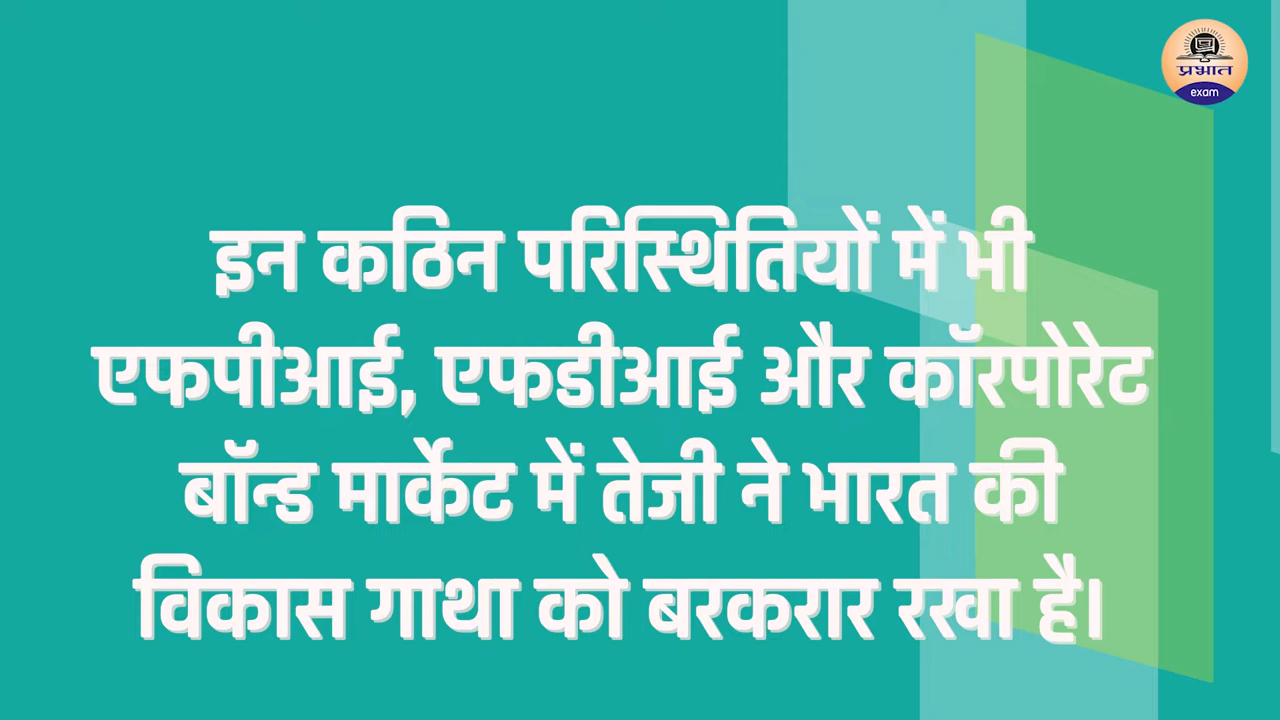 प्रभात
exam
इन कठिन परिस्थितियों में भी
एफपीआई, एफडीआई और कॉरपोरेट
बॉन्ड मार्केट में तेजी ने भारत की
विकास गाथा को बरकरार रखा है।